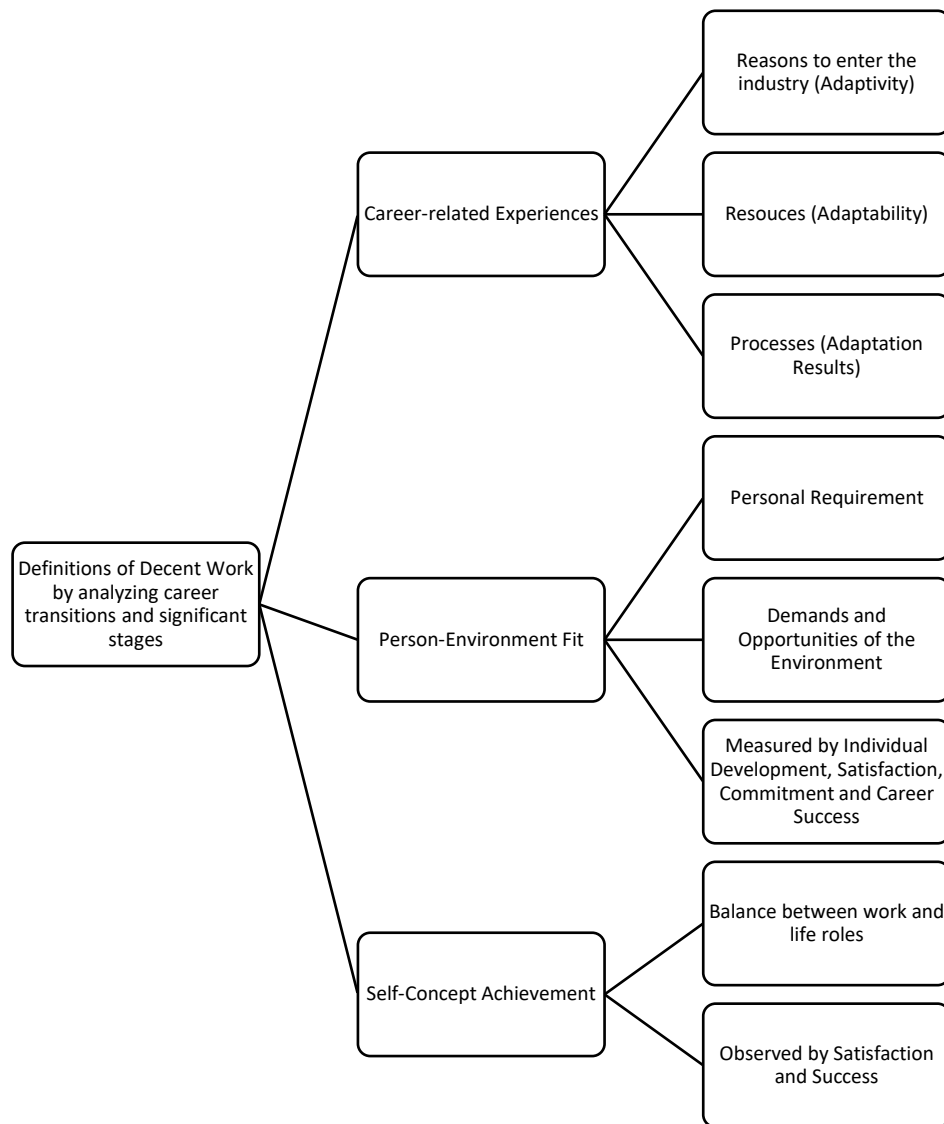 Reasons to enter the
industry (Adaptivity)
Career-related Experiences
Resouces (Adaptability)
Processes (Adaptation
Results)
Personal Requirement
Definitions of Decent Work
by analyzing career
transitions and significant
stages
Person-Environment Fit
Demands and
Opportunities of the
Environment
Measured by Individual
Development, Satisfaction,
Commitment and Career
Success
Balance between work and
life roles
Self-Concept Achievement
Observed by Satisfaction
and Success